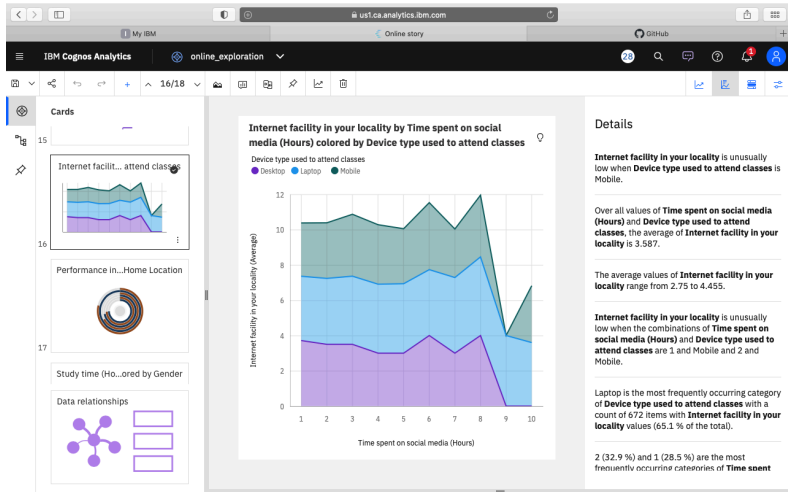 us1.ca.analytics.ibm.com
My IBM
Online story
GitHub
IBM Cognos Analytics
online_exploration
28
1
16/18
Cards
15
Internet facilit... attend classes
16
Performance in...Home Location
17
Study time (Ho...ored by Gender
Data relationships
Internet facility in your locality by Time spent on social
media (Hours) colored by Device type used to attend classes
Device type used to attend classes
Desktop Laptop Mobile
Internet facility in your locality (Average)
12
10
8
6
4
2
0
1 2 3 4 5 6 7 8 9 10
Time spent on social media (Hours)
Details
Internet facility in your locality is unusually
low when Device type used to attend classes is
Mobile.
Over all values of Time spent on social media
(Hours) and Device type used to attend
classes, the average of Internet facility in your
locality is 3.587.
The average values of Internet facility in your
locality range from 2.75 to 4.455.
Internet facility in your locality is unusually
low when the combinations of Time spent on
social media (Hours) and Device type used to
attend classes are 1 and Mobile and 2 and
Mobile.
Laptop is the most frequently occurring category
of Device type used to attend classes with a
count of 672 items with Internet facility in your
locality values (65.1 % of the total).
2 (32.9 %) and 1 (28.5 %) are the most
frequently occurring categories of Time spent